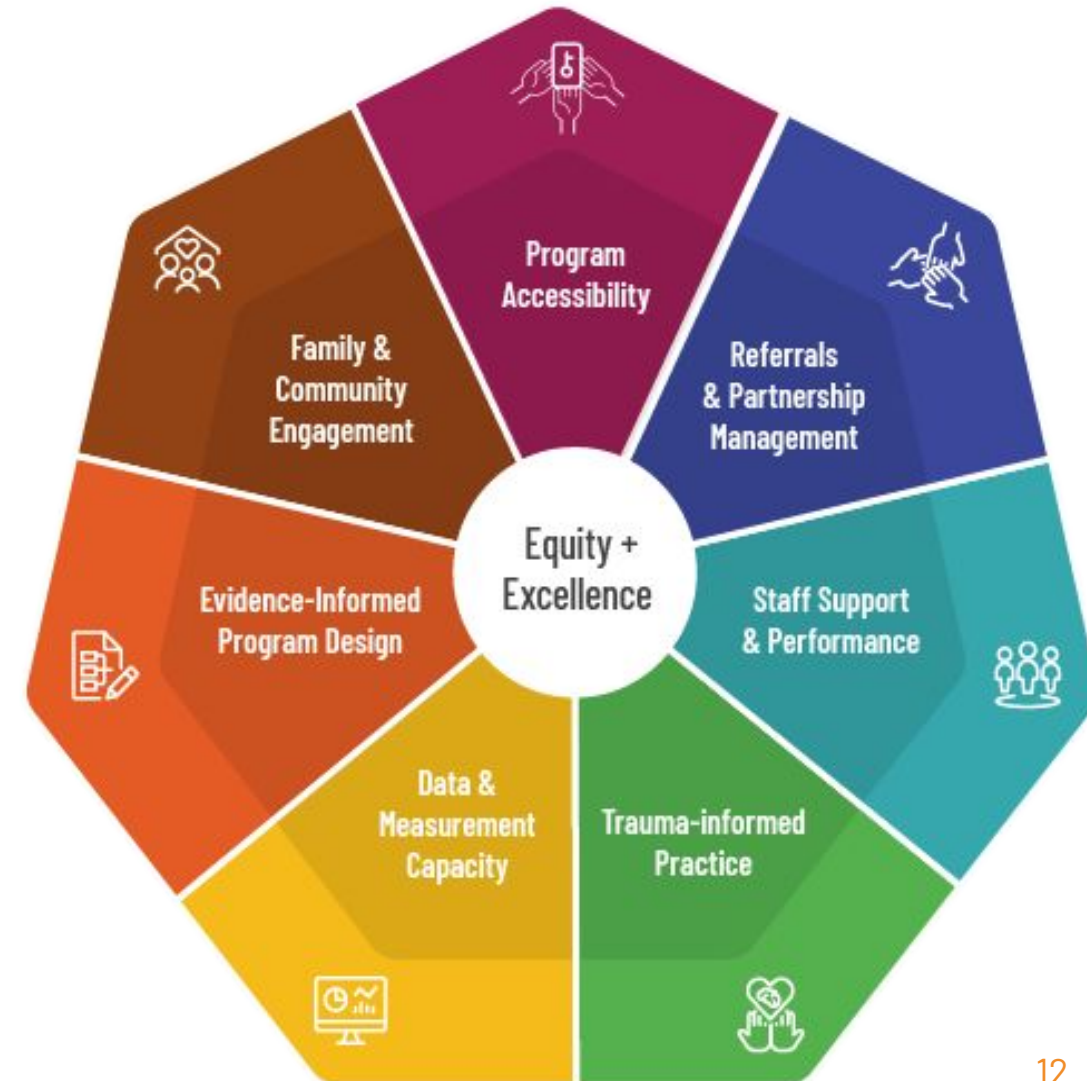 Program
Accessibility
Referrals
& Partnership
Management
Staff Support
& Performance
Trauma-informed
Practice
Data &
Measurement
Capacity
Evidence-Informed
Program Design
Family &
Community
Engagement
Equity +
Excellence
12